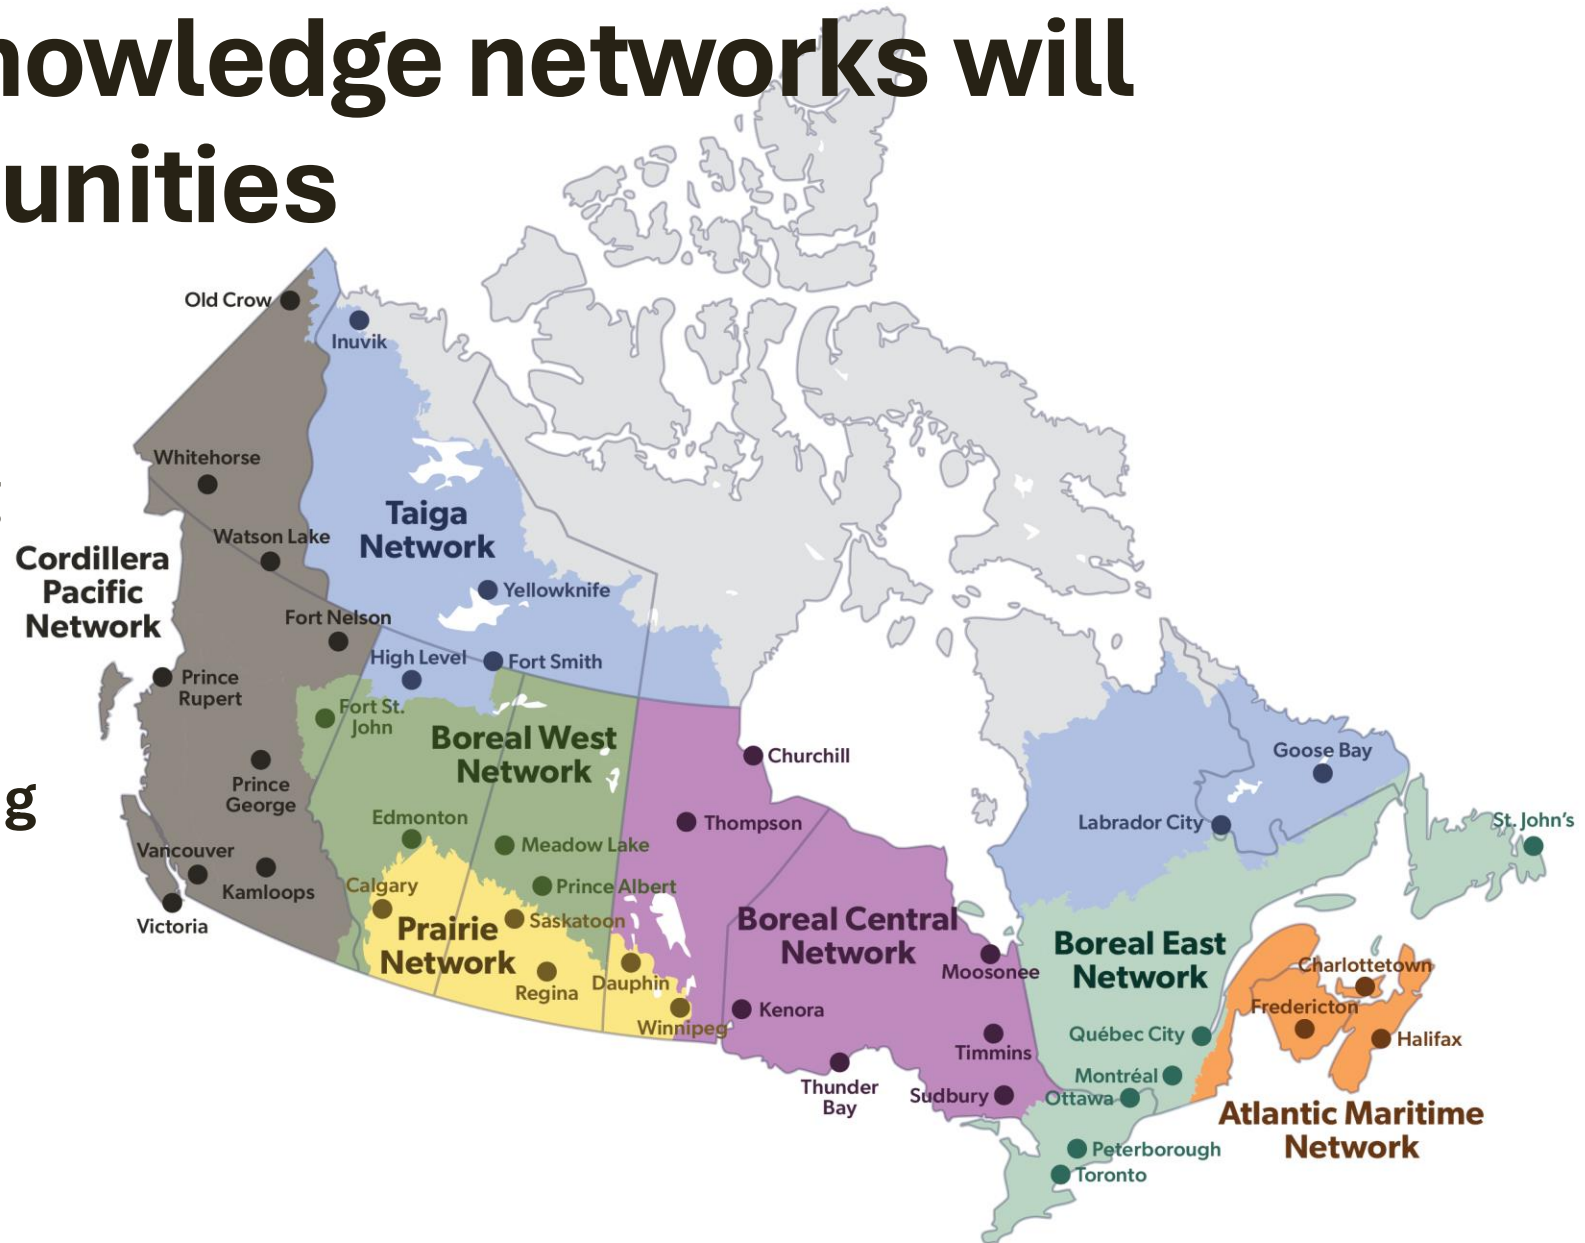 nowledge networks will
unities
Old Crow
Inuvik
Whitehorse
Taiga
Network
Watson Lake
Cordillera
Pacific
Network
Yellowknife
Fort Nelson
High Level
Fort Smith
Prince
Rupert
Fort St.
John
Boreal West
Network
Goose Bay
Churchill
Prince
George
g
Edmonton
Thompson
Labrador City
St. John's
Meadow Lake
Vancouver
Kamloops
Calgary
Prince Albert
Victoria
Saskatoon
Prairie
Network
Boreal Central
Network
Boreal East
Network
Moosonee
Charlottetown
Regina
Dauphin
Fredericton
Winnipeg
Kenora
Québec City
Halifax
Timmins
Montréal
Thunder
Bay
Sudbury
Ottawa
Atlantic Maritime
Network
Peterborough
Toronto